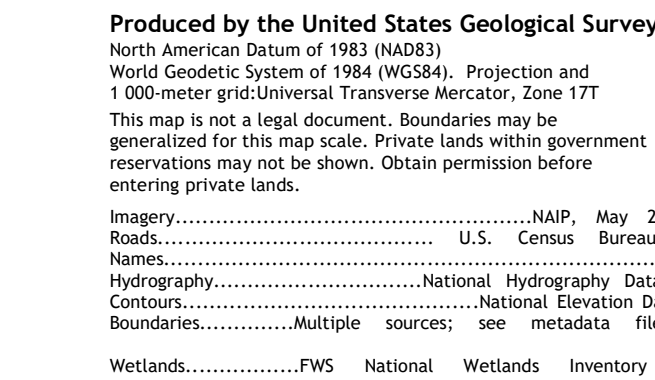 Produced by the United States Geological Survey
North American Datum of 1983 (NAD83)
World Geodetic System of 1984 (WGS84).  Projection and
1 000-meter grid:Universal Transverse Mercator, Zone 17T
This map is not a legal document. Boundaries may be
generalized for this map scale. Private lands within government
reservations may not be shown. Obtain permission before
entering private lands.
Imagery.....................................................NAIP, May 2
Roads......................................... U.S. Census Bureau
Names..........................................................................
Hydrography...............................National Hydrography Data
Contours............................................National Elevation Da
Boundaries..............Multiple sources; see metadata file
Wetlands.................FWS National Wetlands Inventory